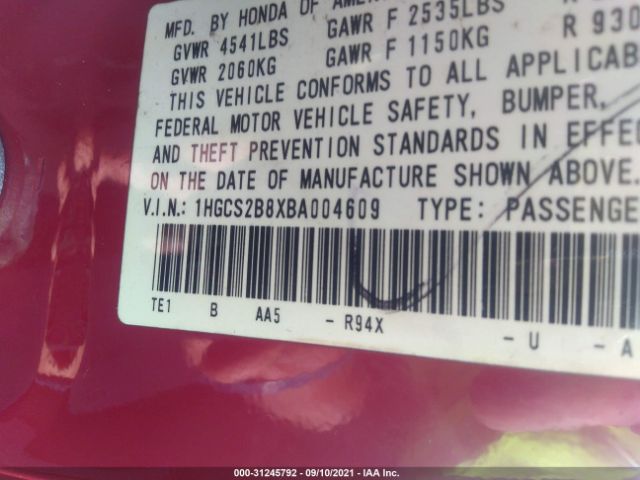 MFD. BY HONDA OF
GVWR 4541LBS GAWR F 2535LBS
GVWR 2060KG GAWR F 1150KG R 930
THIS VEHICLE CONFORMS TO ALL APPLICAB
FEDERAL MOTOR VEHICLE SAFETY, BUMPER,
AND THEFT PREVENTION STANDARDS IN EFFEC
ON THE DATE OF MANUFACTURE SHOWN ABOVE.
V.I.N.: 1HGCS2B8XBA004609 TYPE: PASSENGE
TE1 B AA5 - R94X - U - A
000-31245792 - 09/10/2021 - IAA Inc.